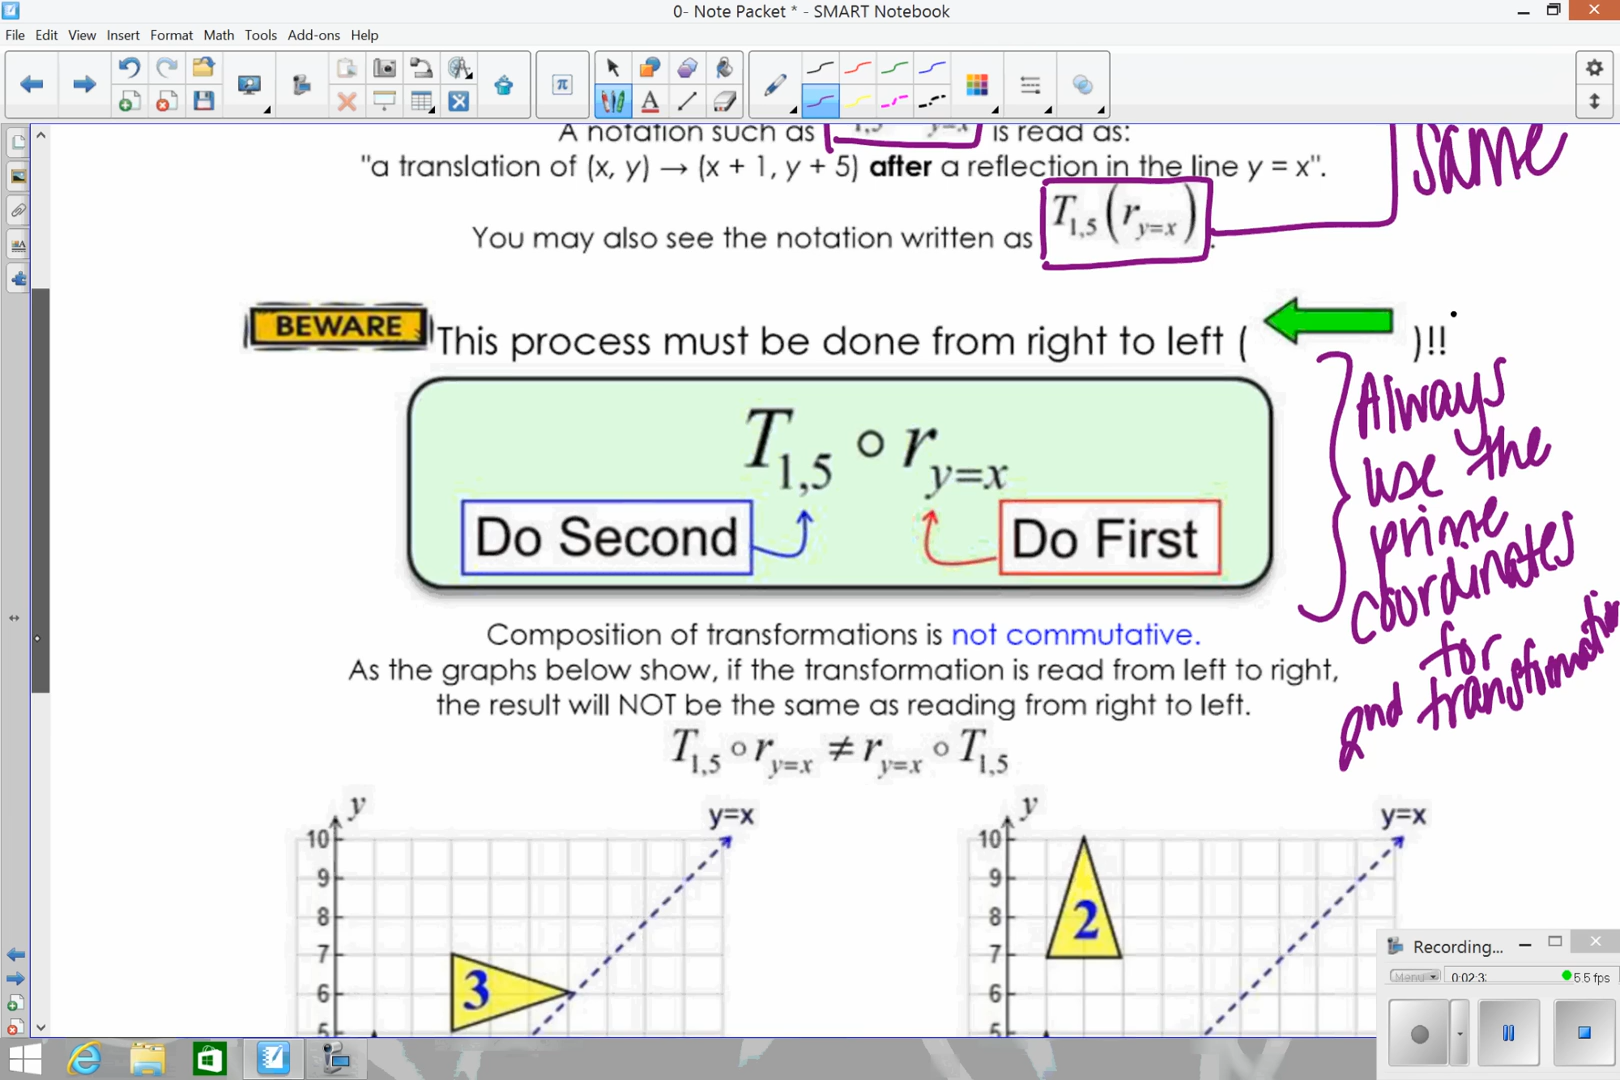 0- Note Packet * - SMART Notebook
File Edit View Insert Format Math Tools Add-ons Help
π
A
A notation such as is read as:
same
"a translation of (x, y) → (x + 1, y + 5) after a reflection in the line y = x".
You may also see the notation written as T1,5 (r y=x) .
BEWARE This process must be done from right to left ( )!!
Always
use the
prime
coordinates
for
2nd transformation
T1,5 ∘ r y=x
Do Second Do First
Composition of transformations is not commutative.
As the graphs below show, if the transformation is read from left to right,
the result will NOT be the same as reading from right to left.
T1,5 ∘ r y=x ≠ r y=x ∘ T1,5
y y=x
10
9
8
7
6
5
3
y y=x
10
9
8
7
6
5
2
Recording...
Menu 0:02:3 5.5 fps